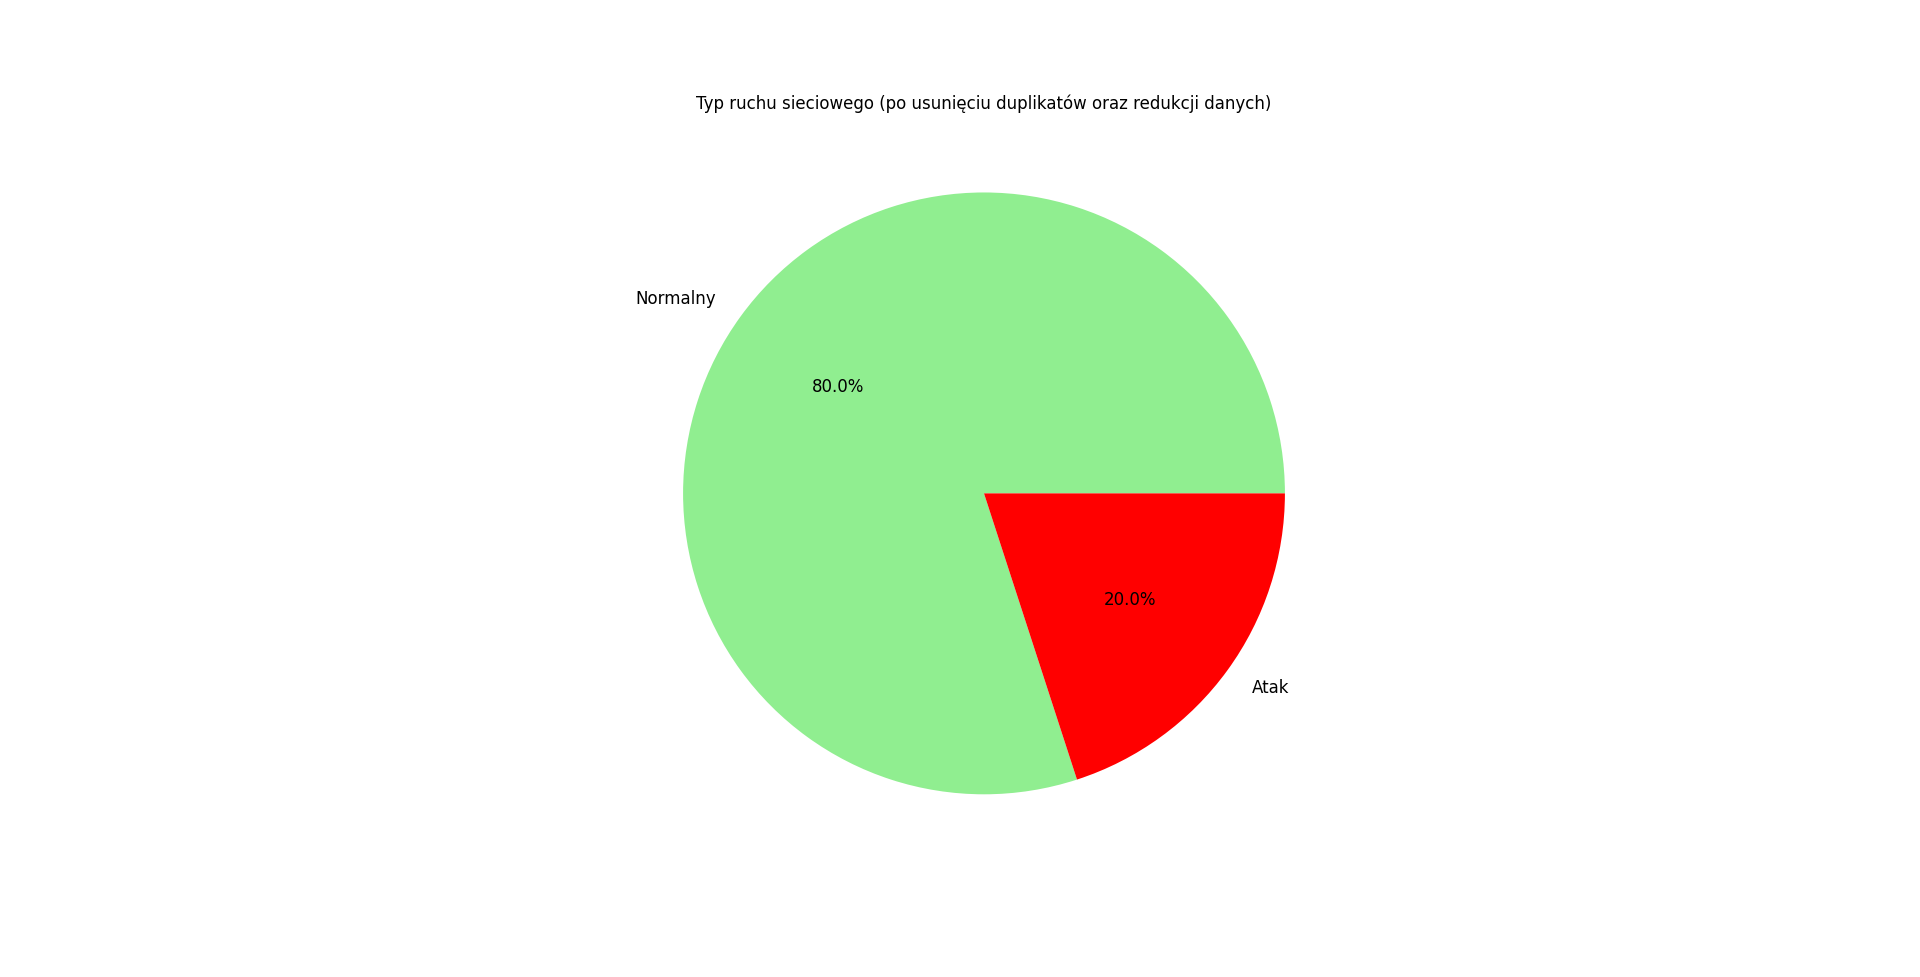 Typ ruchu sieciowego (po usunięciu duplikatów oraz redukcji danych)
Normalny
80.0%
20.0%
Atak